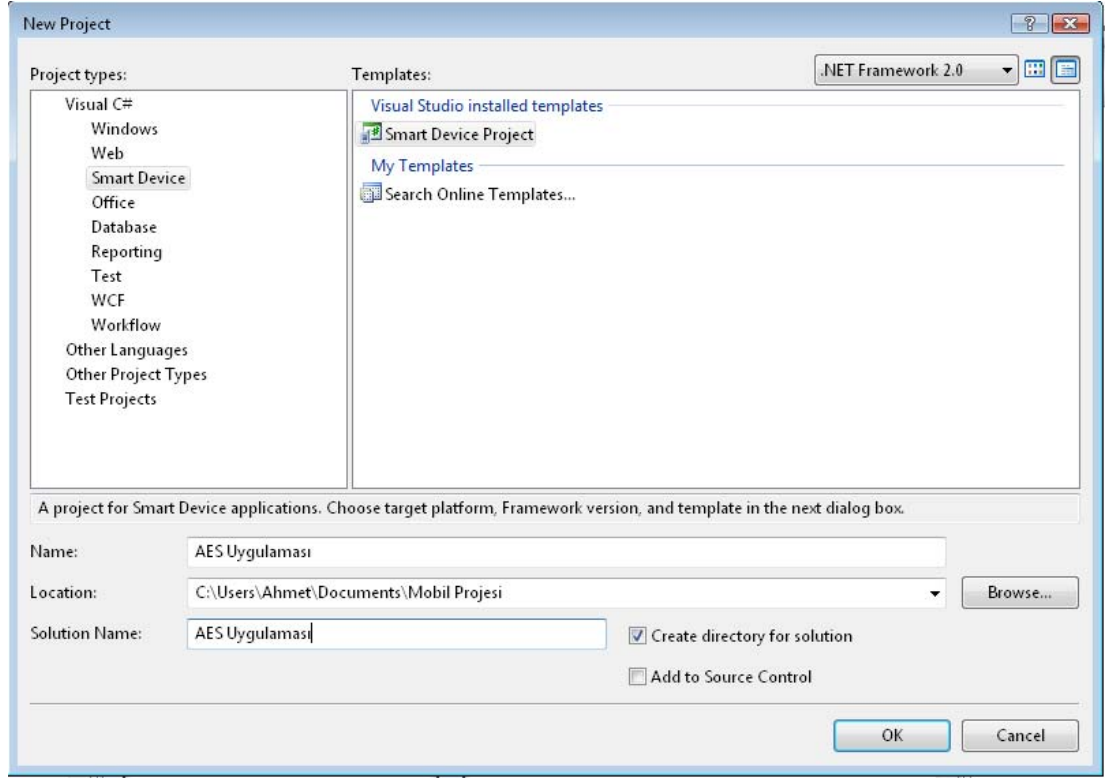 New Project
Project types:
Templates:
.NET Framework 2.0
Visual C#
Windows
Web
Smart Device
Office
Database
Reporting
Test
WCF
Workflow
Other Languages
Other Project Types
Test Projects
Visual Studio installed templates
Smart Device Project
My Templates
Search Online Templates...
A project for Smart Device applications. Choose target platform, Framework version, and template in the next dialog box.
Name: AES Uygulaması
Location: C:\Users\Ahmet\Documents\Mobil Projesi Browse...
Solution Name: AES Uygulaması Create directory for solution
Add to Source Control
OK Cancel